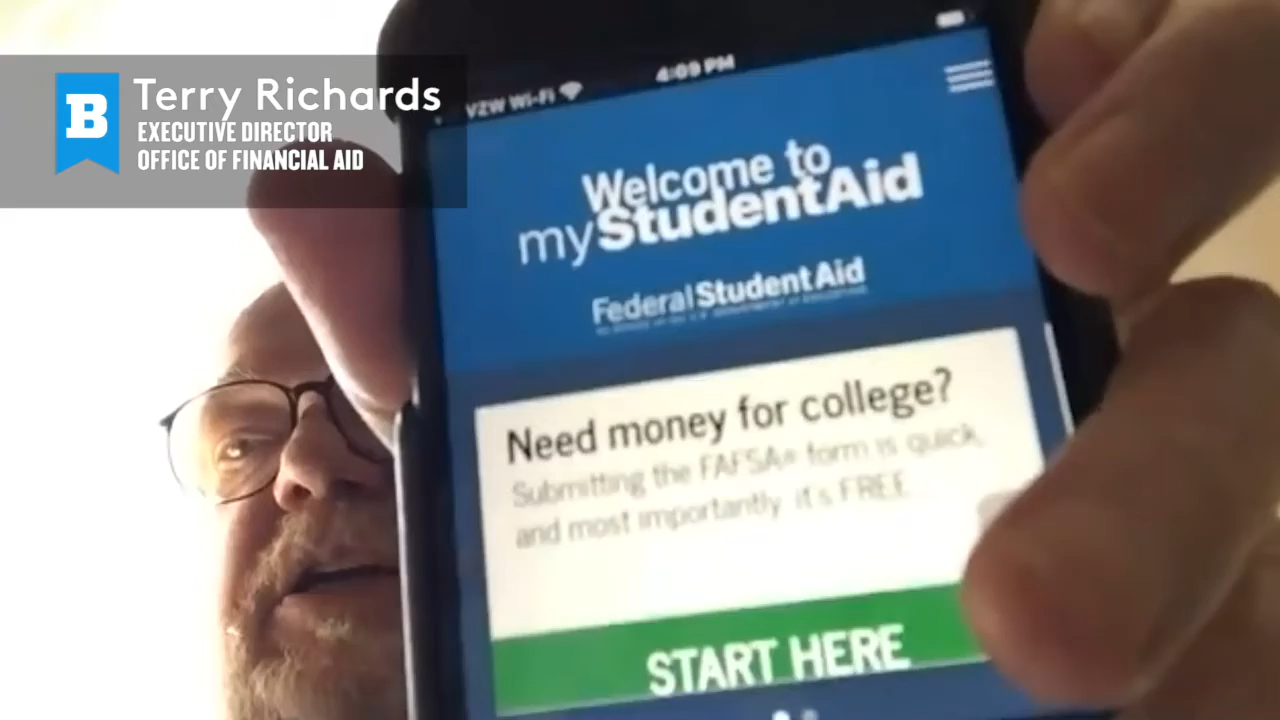 B
Terry Richards
EXECUTIVE DIRECTOR
OFFICE OF FINANCIAL AID
VZW Wi-Fi
4:09 PM
Welcome to
myStudentAid
Federal Student Aid
Need money for college?
Submitting the FAFSA® form is quick,
and most importantly, it's FREE.
START HERE